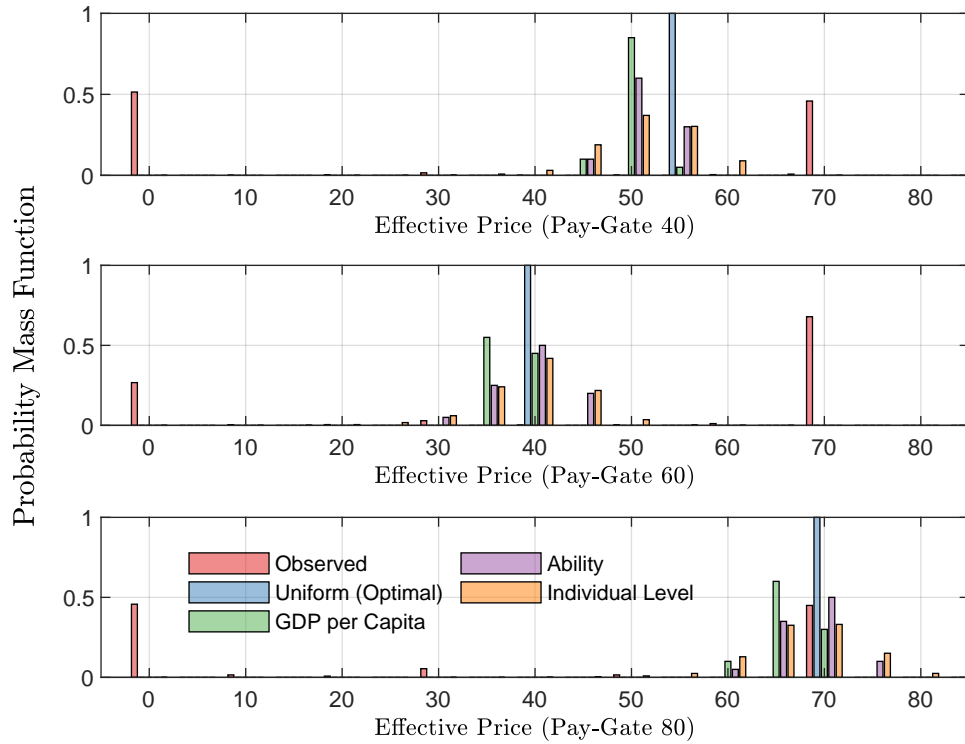 Probability Mass Function
1
0.5
0
0 10 20 30 40 50 60 70 80
Effective Price (Pay-Gate 40)
1
0.5
0
0 10 20 30 40 50 60 70 80
Effective Price (Pay-Gate 60)
1
0.5
0
Observed
Uniform (Optimal)
GDP per Capita
Ability
Individual Level
0 10 20 30 40 50 60 70 80
Effective Price (Pay-Gate 80)